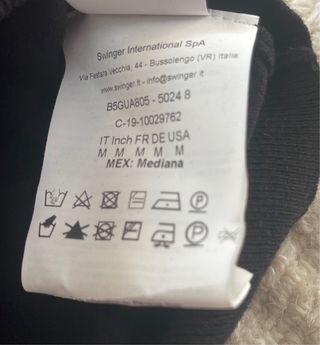 Swinger International SpA
Via Festara Vecchia, 44 - Bussolengo (VR) Italia
www.swinger.it - info@swinger.it
B5GUA805 - 5024 8
C-19-10029762
IT Inch FR DE USA
M M M M M
MEX: Mediana
P
P